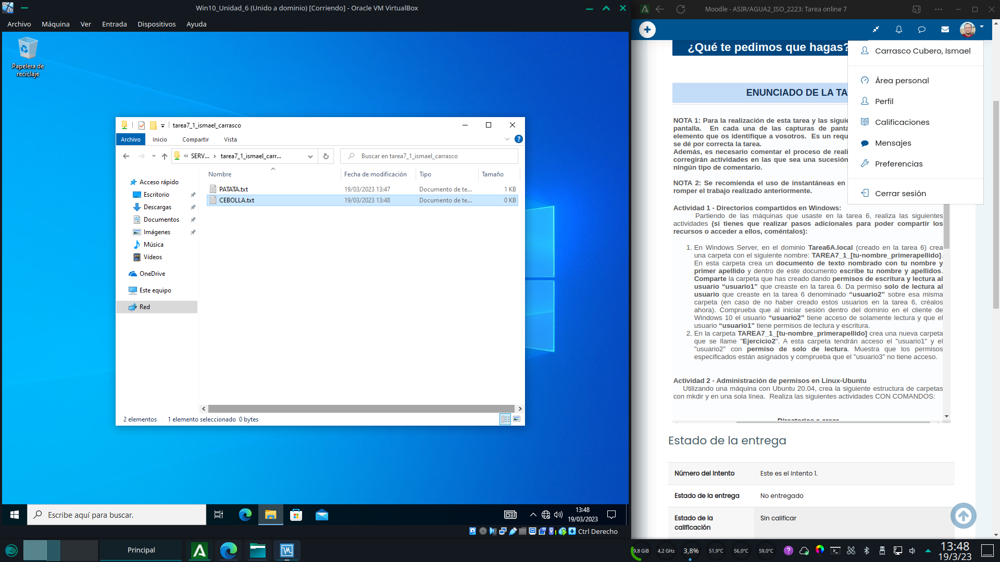 Win10_Unidad_6 (Unido a dominio) [Corriendo] - Oracle VM VirtualBox
Archivo Máquina Ver Entrada Dispositivos Ayuda
Papelera de
reciclaje
tarea7_1_ismael_carrasco
Archivo Inicio Compartir Vista
« SERV... › tarea7_1_ismael_carr...
Buscar en tarea7_1_ismael_carrasco
Nombre Fecha de modificación Tipo Tamaño
PATATA.txt 19/03/2023 13:47 Documento de te... 1 KB
CEBOLLA.txt 19/03/2023 13:48 Documento de te... 0 KB
Acceso rápido
Escritorio
Descargas
Documentos
Imágenes
Música
Vídeos
OneDrive
Este equipo
Red
2 elementos 1 elemento seleccionado 0 bytes
Escribe aquí para buscar.
13:48
19/03/2023
Ctrl Derecho
Moodle - ASIR/AGUA2_ISO_2223: Tarea online 7
¿Qué te pedimos que hagas?
Carrasco Cubero, Ismael
Área personal
Perfil
Calificaciones
Mensajes
Preferencias
Cerrar sesión
ENUNCIADO DE LA TA
NOTA 1: Para la realización de esta tarea y las siguie
pantalla. En cada una de las capturas de panta
elemento que os identifique a vosotros. Es un requ
se dé por correcta la tarea.
Además, es necesario comentar el proceso de reali
corregirán actividades en las que sea una sucesión
ningún tipo de comentario.
NOTA 2: Se recomienda el uso de instantáneas en
romper el trabajo realizado anteriormente.
Actividad 1 - Directorios compartidos en Windows:
Partiendo de las máquinas que usaste en la tarea 6, realiza las siguientes
actividades (si tienes que realizar pasos adicionales para poder compartir los
recursos o acceder a ellos, coméntalos):
1. En Windows Server, en el dominio Tarea6A.local (creado en la tarea 6) crea
una carpeta con el siguiente nombre: TAREA7_1_[tu-nombre_primerapellido].
En esta carpeta crea un documento de texto nombrado con tu nombre y
primer apellido y dentro de este documento escribe tu nombre y apellidos.
Comparte la carpeta que has creado dando permisos de escritura y lectura al
usuario “usuario1” que creaste en la tarea 6. Da permiso solo de lectura al
usuario que creaste en la tarea 6 denominado “usuario2” sobre esa misma
carpeta (en caso de no haber creado estos usuarios en la tarea 6, créalos
ahora). Comprueba que al iniciar sesión dentro del dominio en el cliente de
Windows 10 el usuario “usuario2” tiene acceso de solamente lectura y que el
usuario “usuario1” tiene permisos de lectura y escritura.
2. En la carpeta TAREA7_1_[tu-nombre_primerapellido] crea una nueva carpeta
que se llame "Ejercicio2". A esta carpeta tendrán acceso el "usuario1" y el
"usuario2" con permiso de solo de lectura. Muestra que los permisos
especificados están asignados y comprueba que el "usuario3" no tiene acceso.
Actividad 2 - Administración de permisos en Linux-Ubuntu
Utilizando una máquina con Ubuntu 20.04, crea la siguiente estructura de carpetas
con mkdir y en una sola línea. Realiza las siguientes actividades CON COMANDOS:
Directorios a crear
Estado de la entrega
Número del intento Este es el intento 1.
Estado de la entrega No entregado
Estado de la
calificación Sin calificar
Principal
9,8 GiB 4,2 GHz 3,8% 51,9°C 56,0°C 59,0°C
13:48
19/3/23